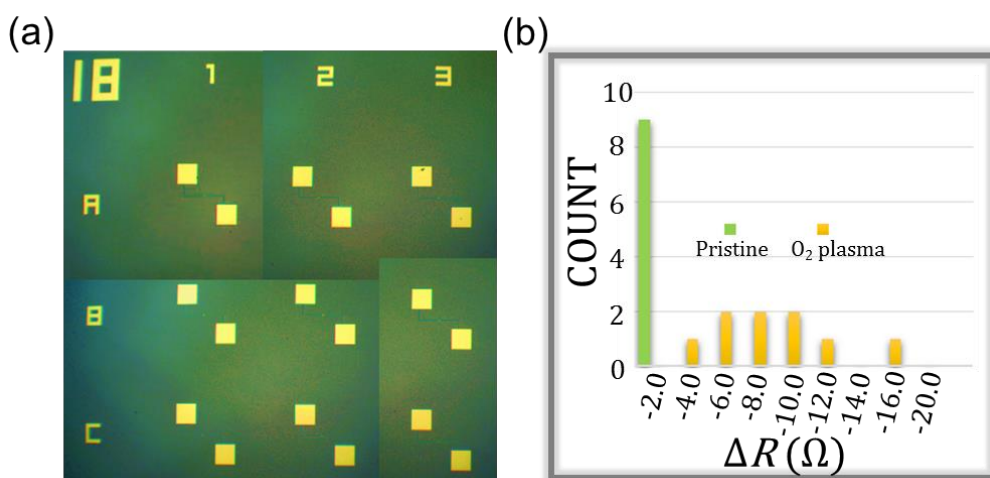 (a)
18 1 2 3
A
B
C
(b)
10
8
6
4
2
0
COUNT
Pristine O₂ plasma
-2.0 -4.0 -6.0 -8.0 -10.0 -12.0 -14.0 -16.0 -20.0
ΔR (Ω)